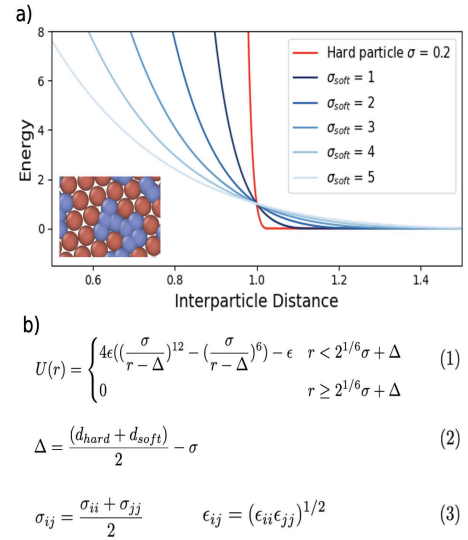 a)
8
6
4
2
0
Energy
Hard particle σ = 0.2
σsoft = 1
σsoft = 2
σsoft = 3
σsoft = 4
σsoft = 5
0.6 0.8 1.0 1.2 1.4
Interparticle Distance
b)
U(r) = { 4ϵ((σ/(r − Δ))^12 − (σ/(r − Δ))^6) − ϵ r < 2^{1/6}σ + Δ (1)
0 r ≥ 2^{1/6}σ + Δ
Δ = (d_hard + d_soft)/2 − σ (2)
σ_ij = (σ_ii + σ_jj)/2 ϵ_ij = (ϵ_ii ϵ_jj)^{1/2} (3)